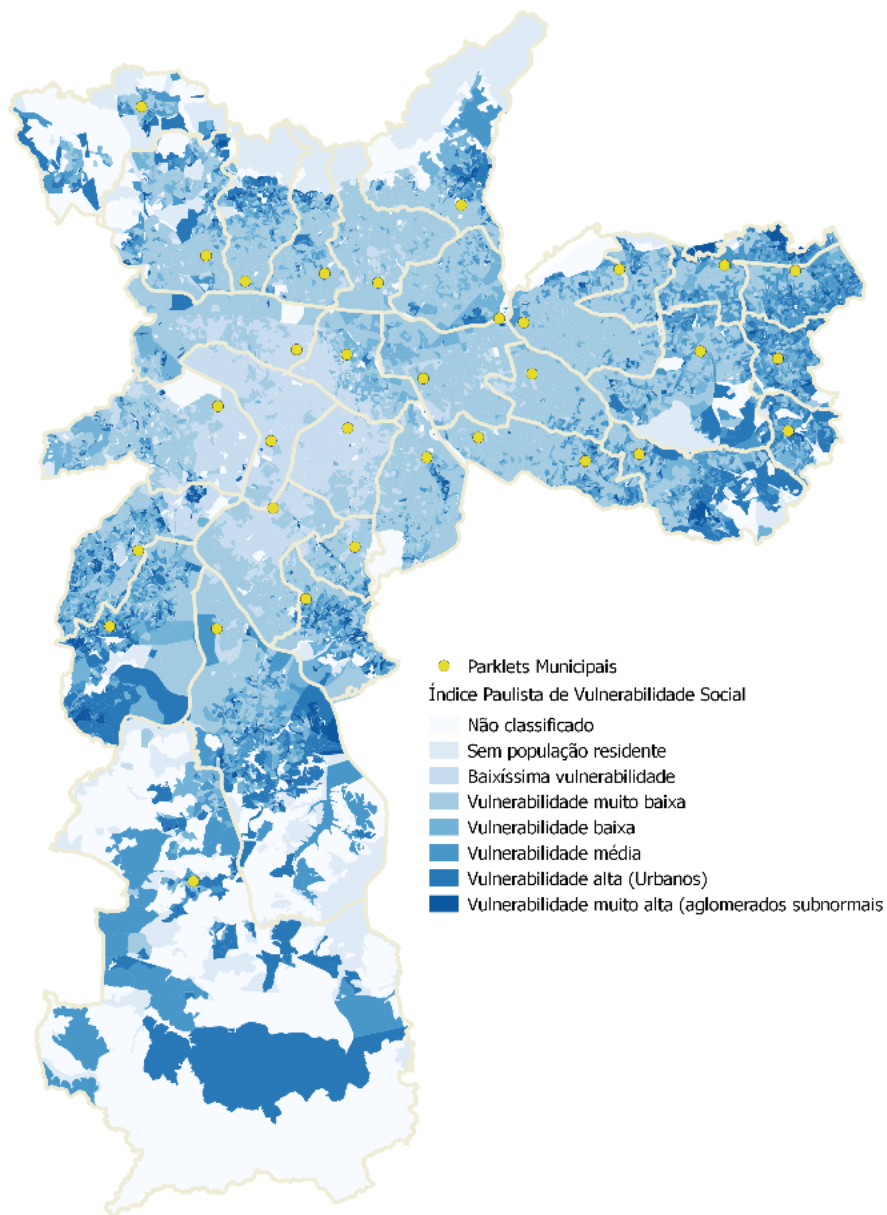 Parklets Municipais
Índice Paulista de Vulnerabilidade Social
Não classificado
Sem população residente
Baixíssima vulnerabilidade
Vulnerabilidade muito baixa
Vulnerabilidade baixa
Vulnerabilidade média
Vulnerabilidade alta (Urbanos)
Vulnerabilidade muito alta (aglomerados subnormais